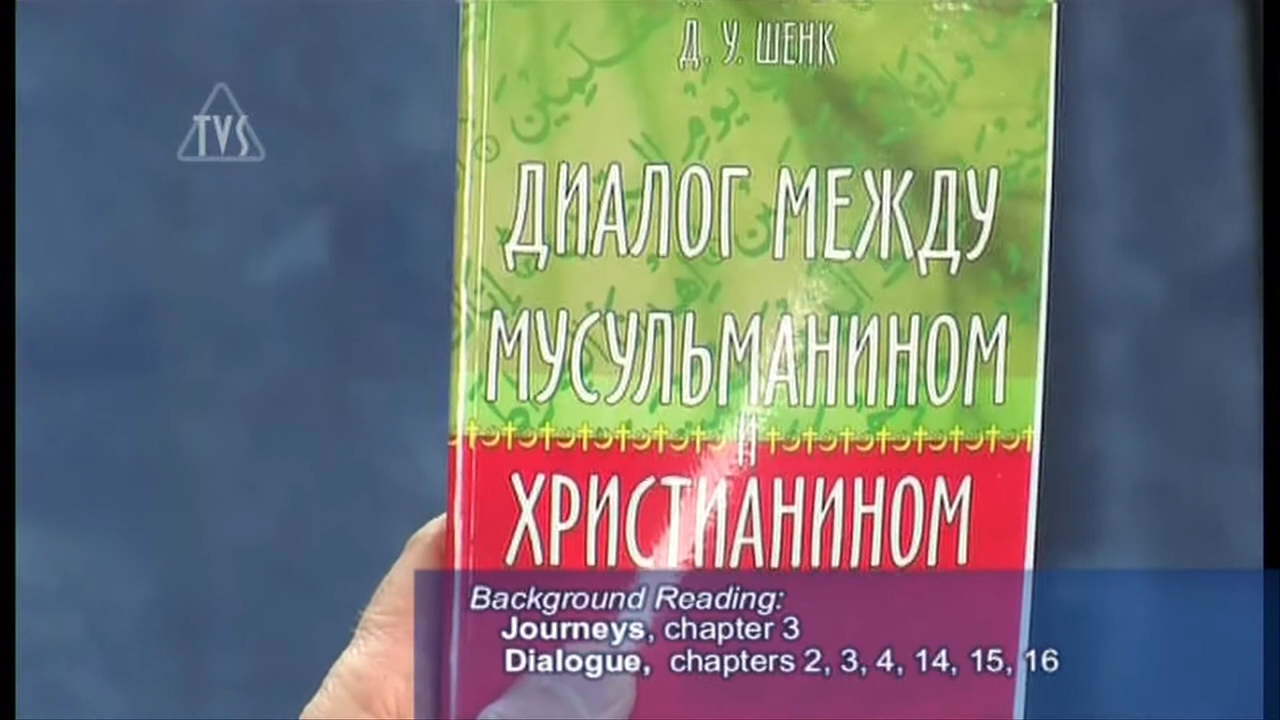 Д. У. ШЕНК
TVS
ДИАЛОГ МЕЖДУ
МУСУЛЬМАНИНОМ
И
ХРИСТИАНИНОМ
Background Reading:
Journeys, chapter 3
Dialogue, chapters 2, 3, 4, 14, 15, 16